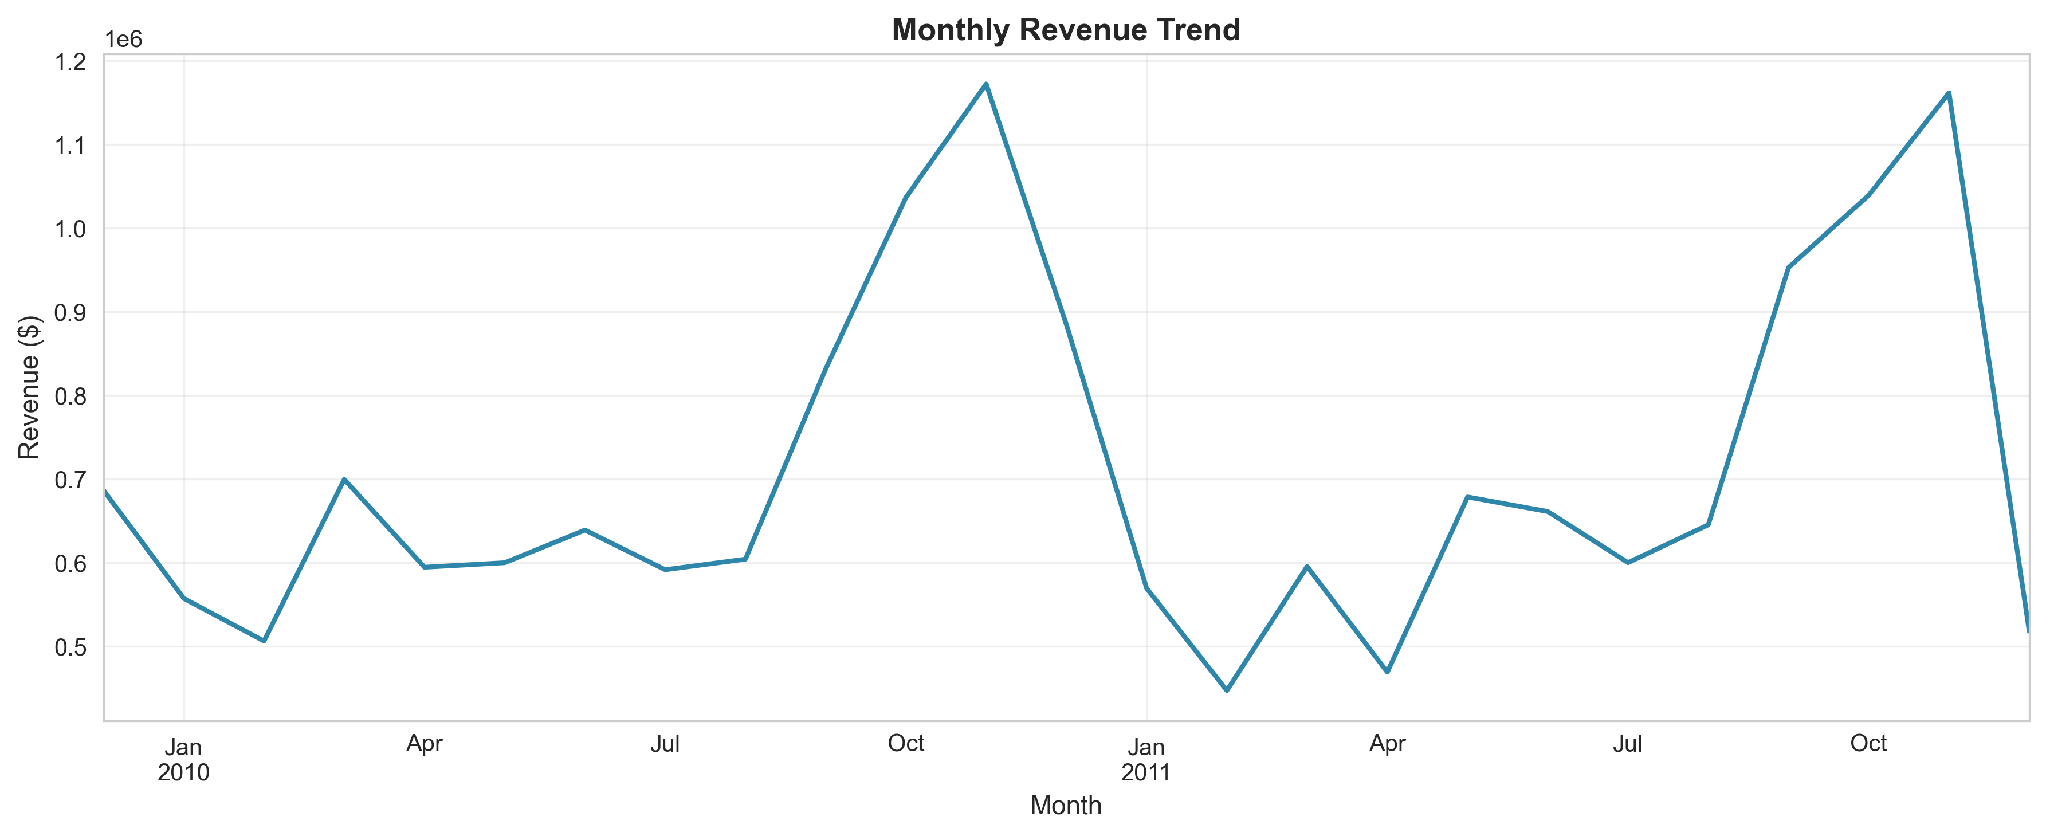 Monthly Revenue Trend
1e6
1.2
1.1
1.0
0.9
0.8
0.7
0.6
0.5
Revenue ($)
Jan Apr Jul Oct Jan Apr Jul Oct
2010 2011
Month